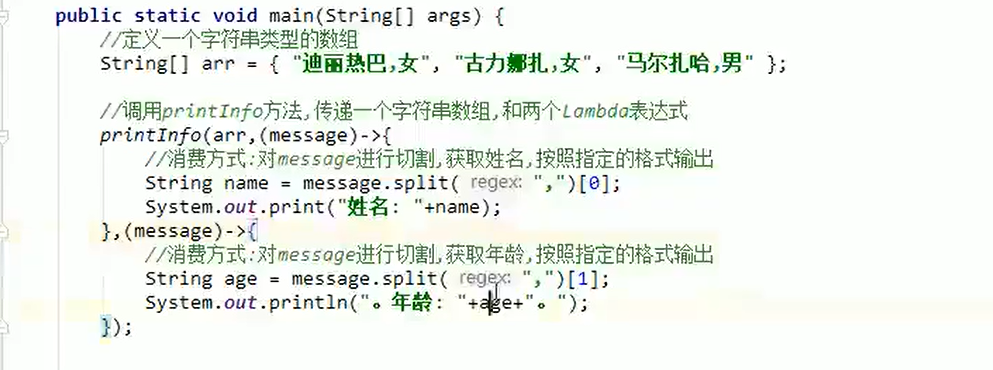 public static void main(String[] args) {
//定义一个字符串类型的数组
String[] arr = { "迪丽热巴,女", "古力娜扎,女", "马尔扎哈,男" };
//调用printInfo方法,传递一个字符串数组,和两个Lambda表达式
printInfo(arr,(message)->{
//消费方式:对message进行切割,获取姓名,按照指定的格式输出
String name = message.split( regex: ",")[0];
System.out.print("姓名: "+name);
},(message)->{
//消费方式:对message进行切割,获取年龄,按照指定的格式输出
String age = message.split( regex: ",")[1];
System.out.println("。年龄: "+age+"。");
});